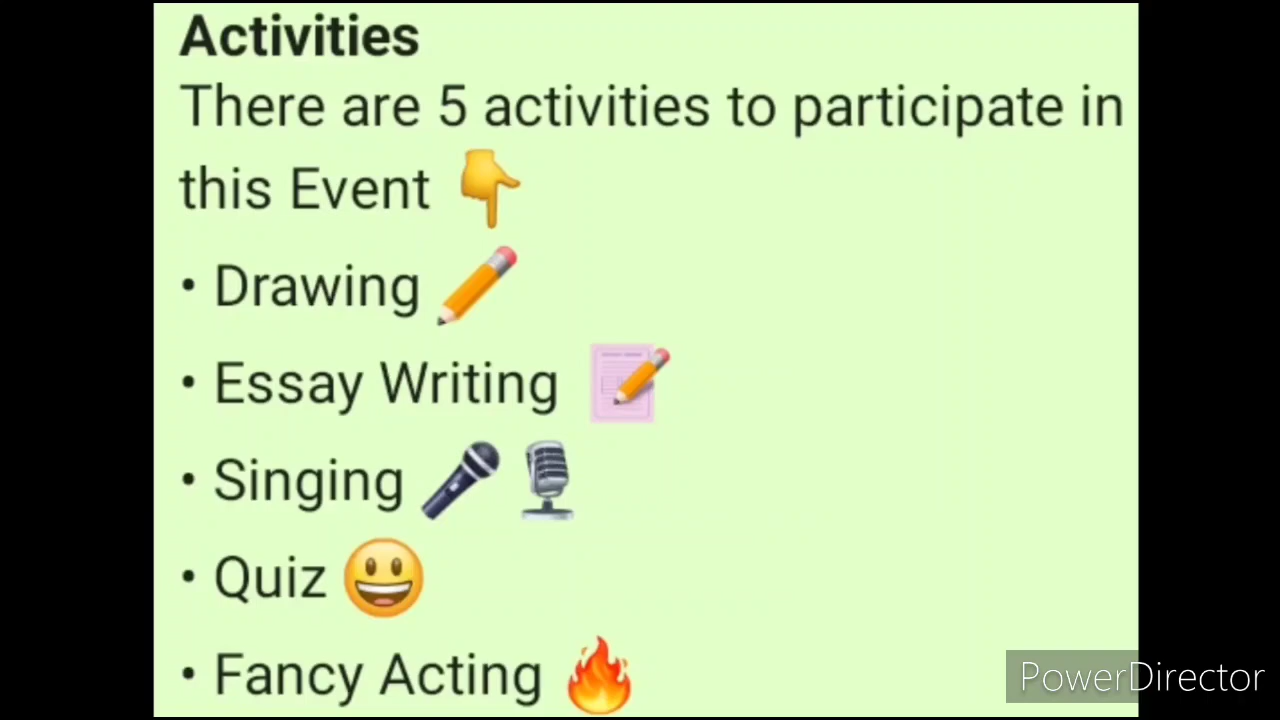 Activities
There are 5 activities to participate in
this Event 👇
• Drawing ✏️
• Essay Writing 📝
• Singing 🎤 🎙️
• Quiz 😃
• Fancy Acting 🔥
PowerDirector